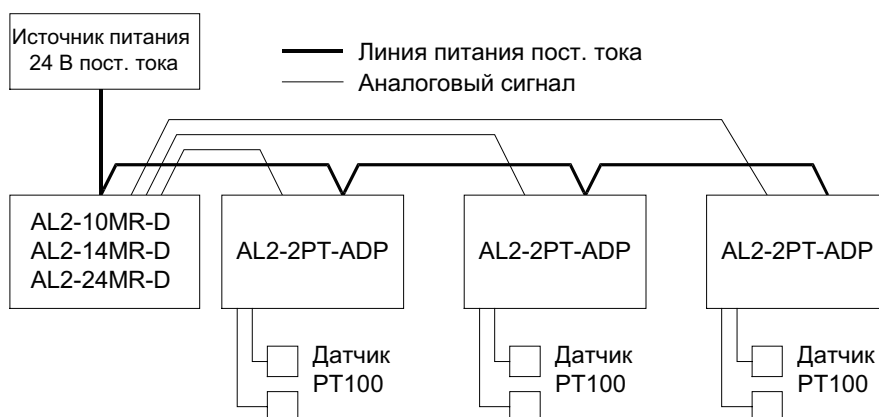 Источник питания
24 В пост. тока
Линия питания пост. тока
Аналоговый сигнал
AL2-10MR-D
AL2-14MR-D
AL2-24MR-D
AL2-2PT-ADP
AL2-2PT-ADP
AL2-2PT-ADP
Датчик
PT100
Датчик
PT100
Датчик
PT100